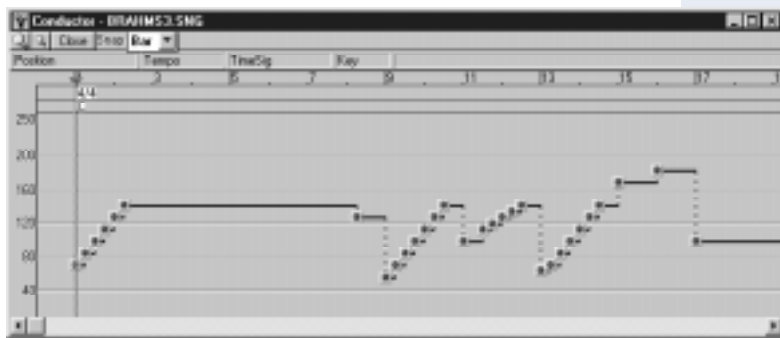 Conductor - BRAHMS3.SNG
Close Snap Bar
Position Tempo TimeSig Key
3 5 7 9 11 13 15 17
4/4
C
250
200
160
120
80
40